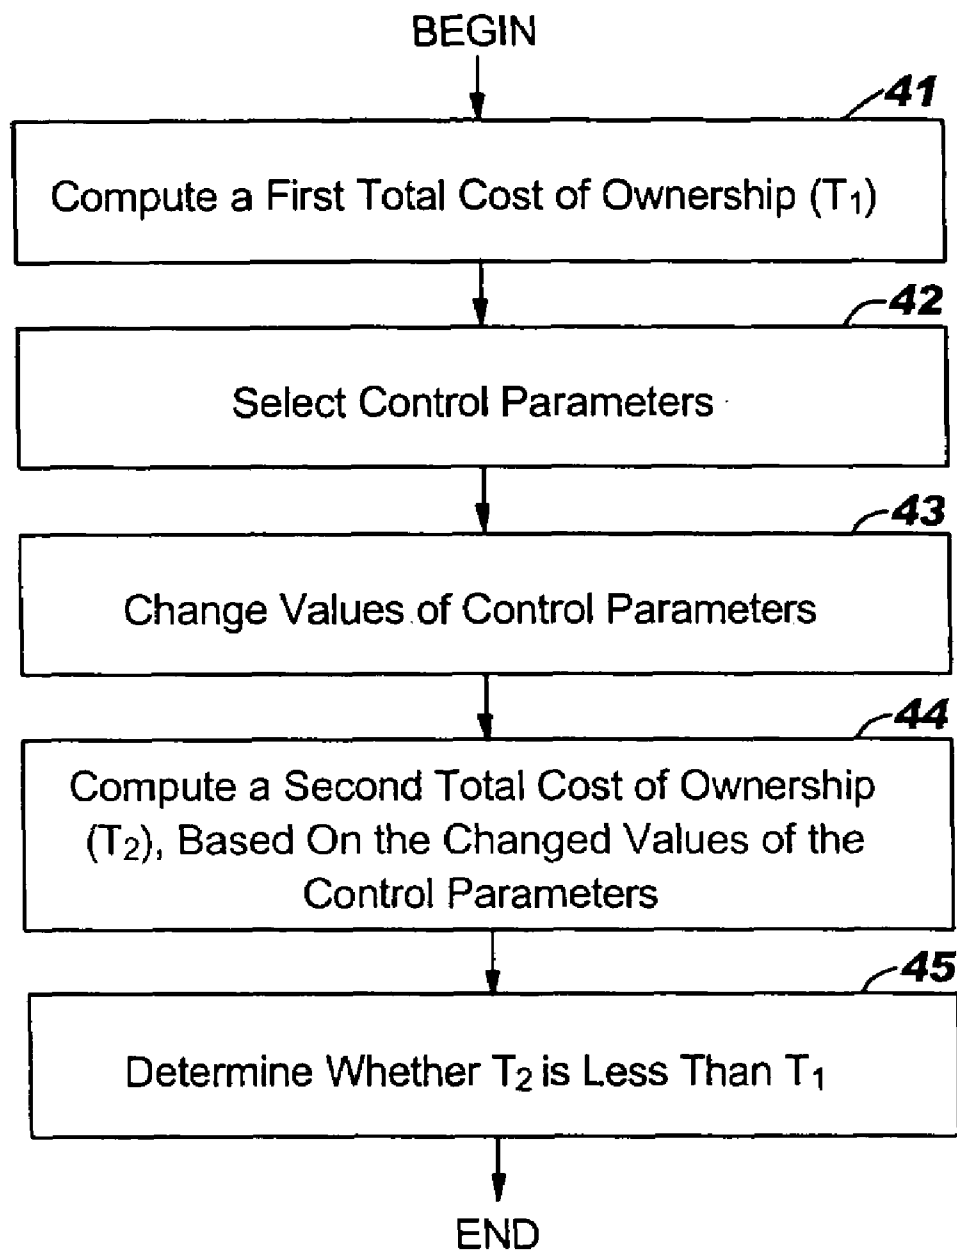 BEGIN
41
Compute a First Total Cost of Ownership (T₁)
42
Select Control Parameters
43
Change Values of Control Parameters
44
Compute a Second Total Cost of Ownership
(T₂), Based On the Changed Values of the
Control Parameters
45
Determine Whether T₂ is Less Than T₁
END